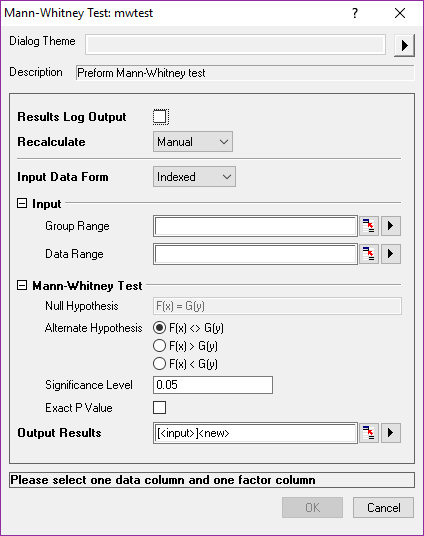 Mann-Whitney Test: mwtest ? ×
Dialog Theme
Description Preform Mann-Whitney test
Results Log Output
Recalculate Manual
Input Data Form Indexed
Input
Group Range
Data Range
Mann-Whitney Test
Null Hypothesis F(x) = G(y)
Alternate Hypothesis F(x) <> G(y)
F(x) > G(y)
F(x) < G(y)
Significance Level 0.05
Exact P Value
Output Results [<input>]<new>
Please select one data column and one factor column
OK Cancel